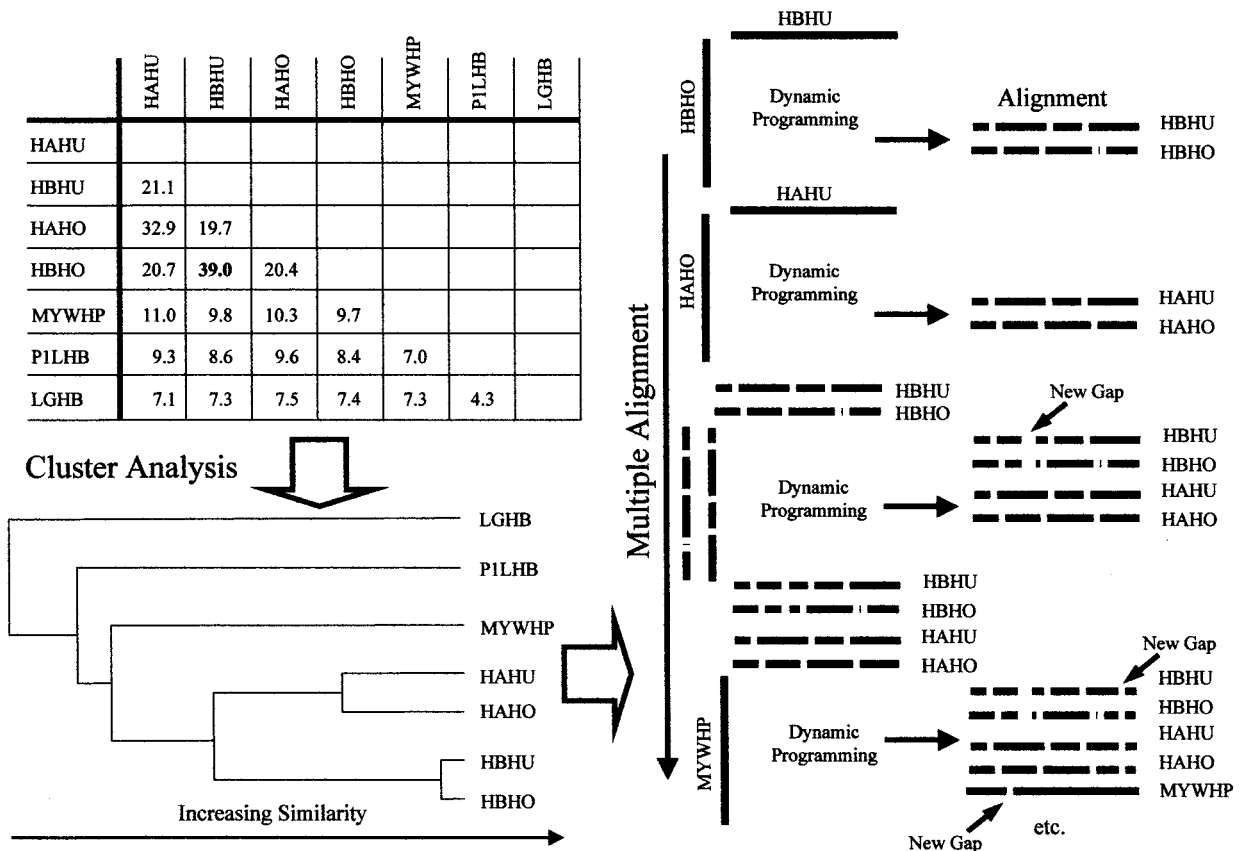 HAHU HBHU HAHO HBHO MYWHP P1LHB LGHB
HAHU
HBHU 21.1
HAHO 32.9 19.7
HBHO 20.7 39.0 20.4
MYWHP 11.0 9.8 10.3 9.7
P1LHB 9.3 8.6 9.6 8.4 7.0
LGHB 7.1 7.3 7.5 7.4 7.3 4.3
Cluster Analysis
LGHB
P1LHB
MYWHP
HAHU
HAHO
HBHU
HBHO
Increasing Similarity
Multiple Alignment
HBHU
HBHO
Dynamic
Programming
Alignment
HBHU
HBHO
HAHU
HAHO
Dynamic
Programming
HAHU
HAHO
HBHU
HBHO
Dynamic
Programming
New Gap
HBHU
HBHO
HAHU
HAHO
HBHU
HBHO
HAHU
HAHO
MYWHP
Dynamic
Programming
New Gap
HBHU
HBHO
HAHU
HAHO
MYWHP
New Gap
etc.